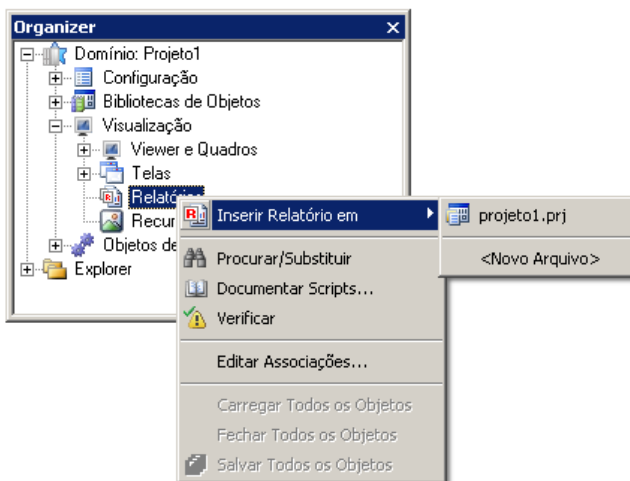 Organizer
Domínio: Projeto1
Configuração
Bibliotecas de Objetos
Visualização
Viewer e Quadros
Telas
Relatórios
Inserir Relatório em
projeto1.prj
Recur
<Novo Arquivo>
Objetos de
Procurar/Substituir
Explorer
Documentar Scripts...
Verificar
Editar Associações...
Carregar Todos os Objetos
Fechar Todos os Objetos
Salvar Todos os Objetos